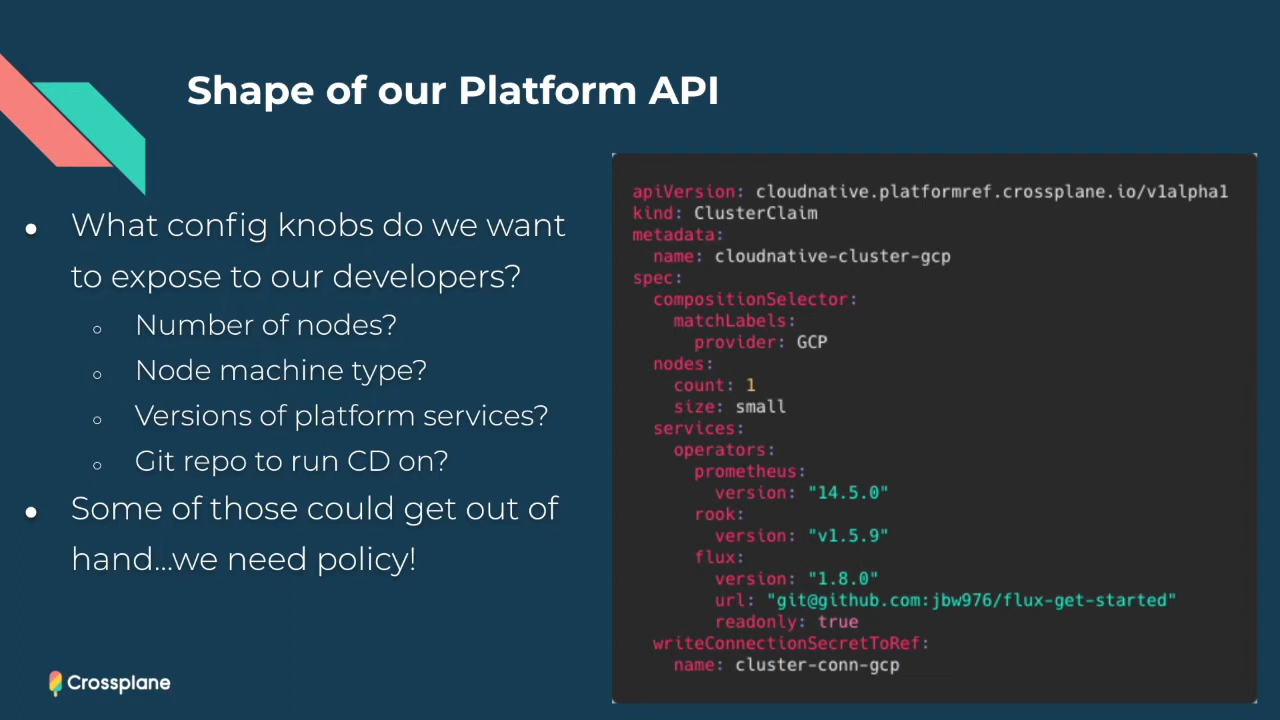 Shape of our Platform API
● What config knobs do we want
to expose to our developers?
○ Number of nodes?
○ Node machine type?
○ Versions of platform services?
○ Git repo to run CD on?
● Some of those could get out of
hand...we need policy!
apiVersion: cloudnative.platformref.crossplane.io/v1alpha1
kind: ClusterClaim
metadata:
  name: cloudnative-cluster-gcp
spec:
  compositionSelector:
    matchLabels:
      provider: GCP
  nodes:
    count: 1
    size: small
  services:
    operators:
      prometheus:
        version: "14.5.0"
      rook:
        version: "v1.5.9"
      flux:
        version: "1.8.0"
        url: "git@github.com:jbw976/flux-get-started"
        readonly: true
  writeConnectionSecretToRef:
    name: cluster-conn-gcp
Crossplane